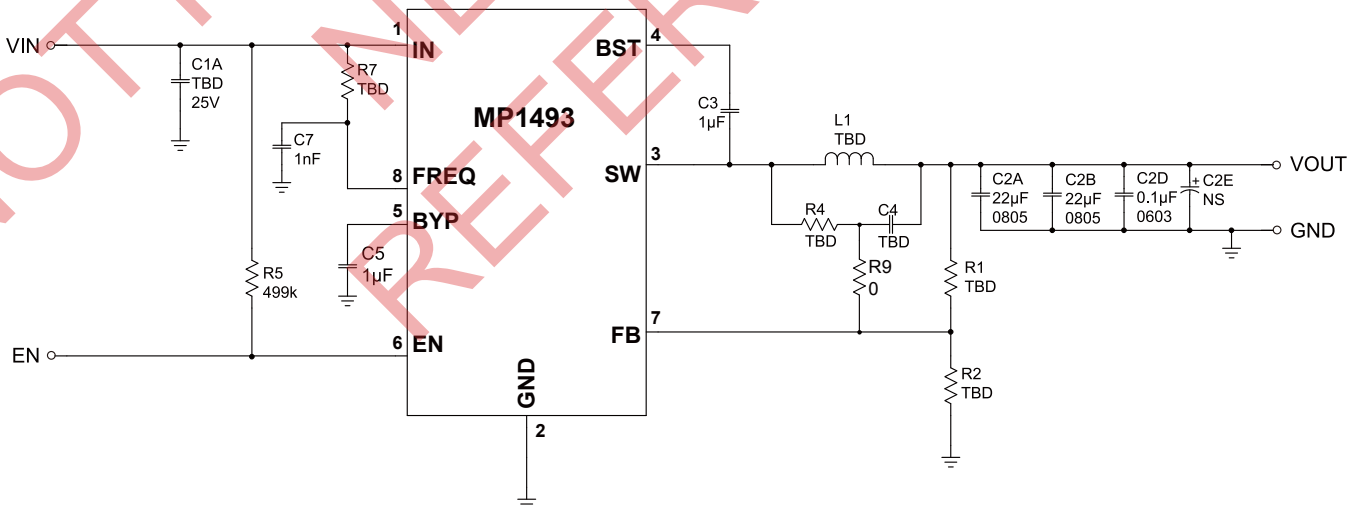 NOT
NE
REFER
VIN
1
IN
C1A
TBD
25V
R7
TBD
C7
1nF
8
FREQ
5
BYP
C5
1µF
R5
499k
EN
6
EN
MP1493
BST
4
C3
1µF
SW
3
L1
TBD
R4
TBD
C4
TBD
R9
0
FB
7
R1
TBD
R2
TBD
C2A
22µF
0805
C2B
22µF
0805
C2D
0.1µF
0603
+
C2E
NS
VOUT
GND
GND
2